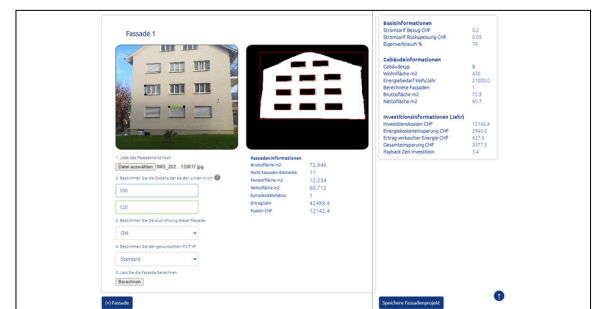 Fassade 1
1. Lade das Fassadenbild hoch
Datei auswählen IMG_202... 133617.jpg
2. Bestimmen Sie die Distanz der beiden Linien in cm ?
100
120
3. Bestimmen Sie die Ausrichtung dieser Fassade
Ost
4. Bestimmen Sie den gewünschten PV-TYP
Standard
5. Lass Sie die Fassade berechnen
Berechnen
(+) Fassade
Fassadeninformationen
Bruttofläche m2 72.946
Nicht Fassaden Elemente 11
Fensterfläche m2 12.234
Nettofläche m2 60.712
Komplexitätsfaktor 1
Ertrag/Jahr 42498.4
Kosten CHF 12142.4
Basisinformationen
Stromtarif Bezug CHF 0.2
Stromtarif Rückspeisung CHF 0.05
Eigenverbrauch % 70
Gebäudeinformationen
Gebäudetyp B
Wohnfläche m2 420
Energiebedarf kWh/Jahr 21000.0
Berechnete Fassaden 1
Bruttofläche m2 72.9
Nettofläche m2 60.7
Investitionsinformationen (Jahr)
Investitionskosten CHF 12142.4
Energiekosteneinsparung CHF 2940.0
Ertrag verkaufter Energie CHF 637.5
Gesamteinsparung CHF 3577.5
Payback Zeit Investition 3.4
Speichere Fassadenprojekt